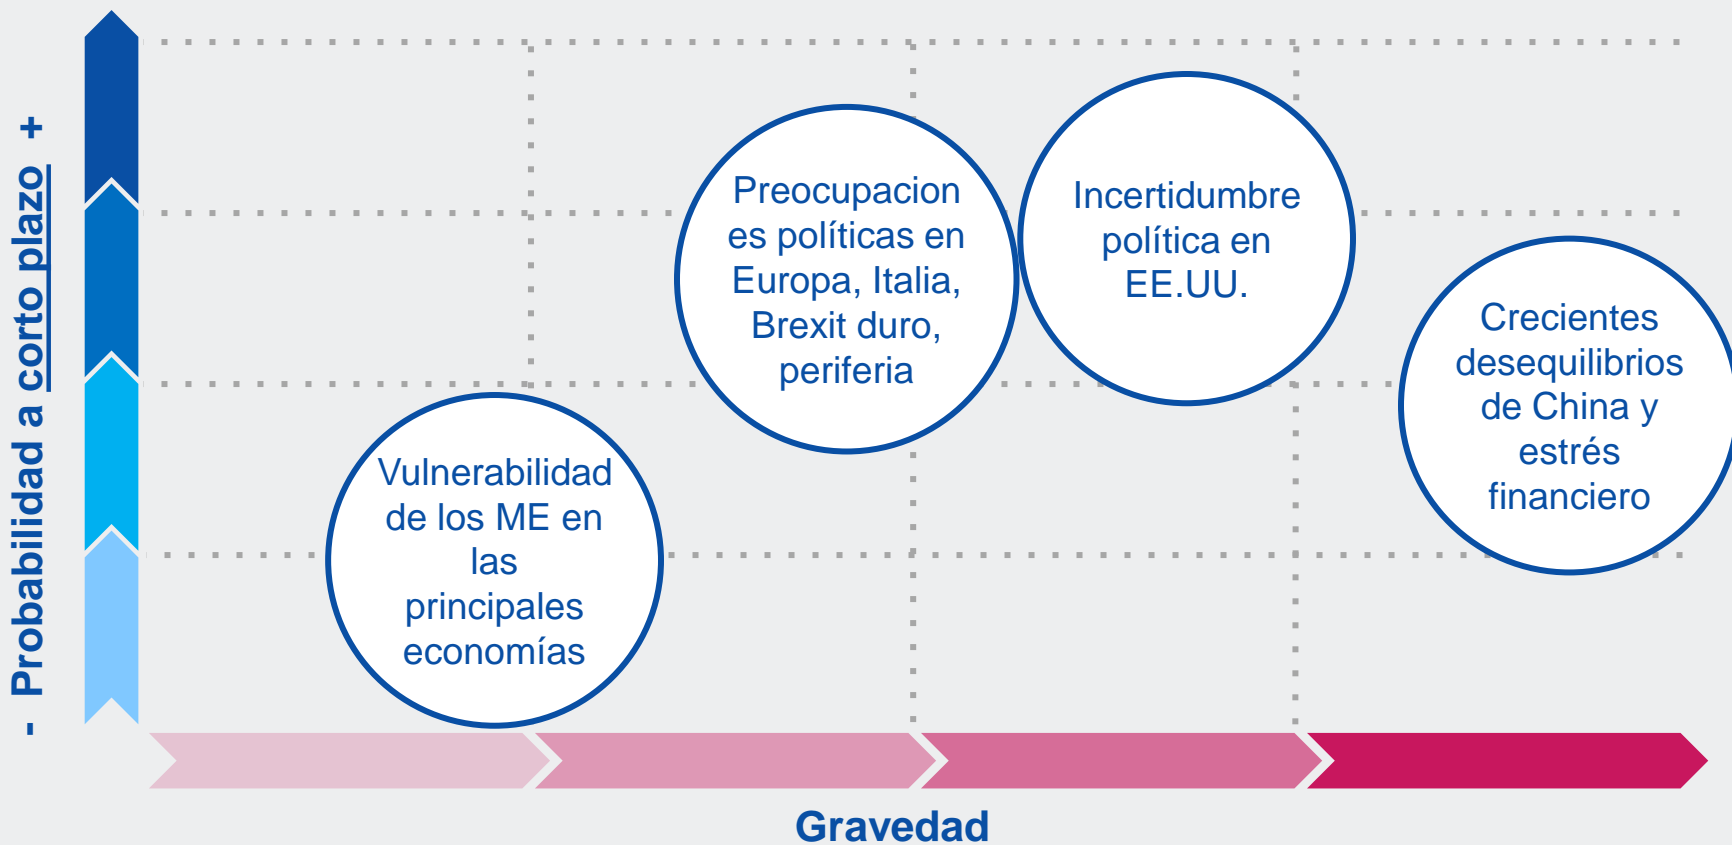 - Probabilidad a corto plazo +
Preocupacion
es políticas en
Europa, Italia,
Brexit duro,
periferia
Incertidumbre
política en
EE.UU.
Crecientes
desequilibrios
de China y
estrés
financiero
Vulnerabilidad
de los ME en
las
principales
economías
Gravedad